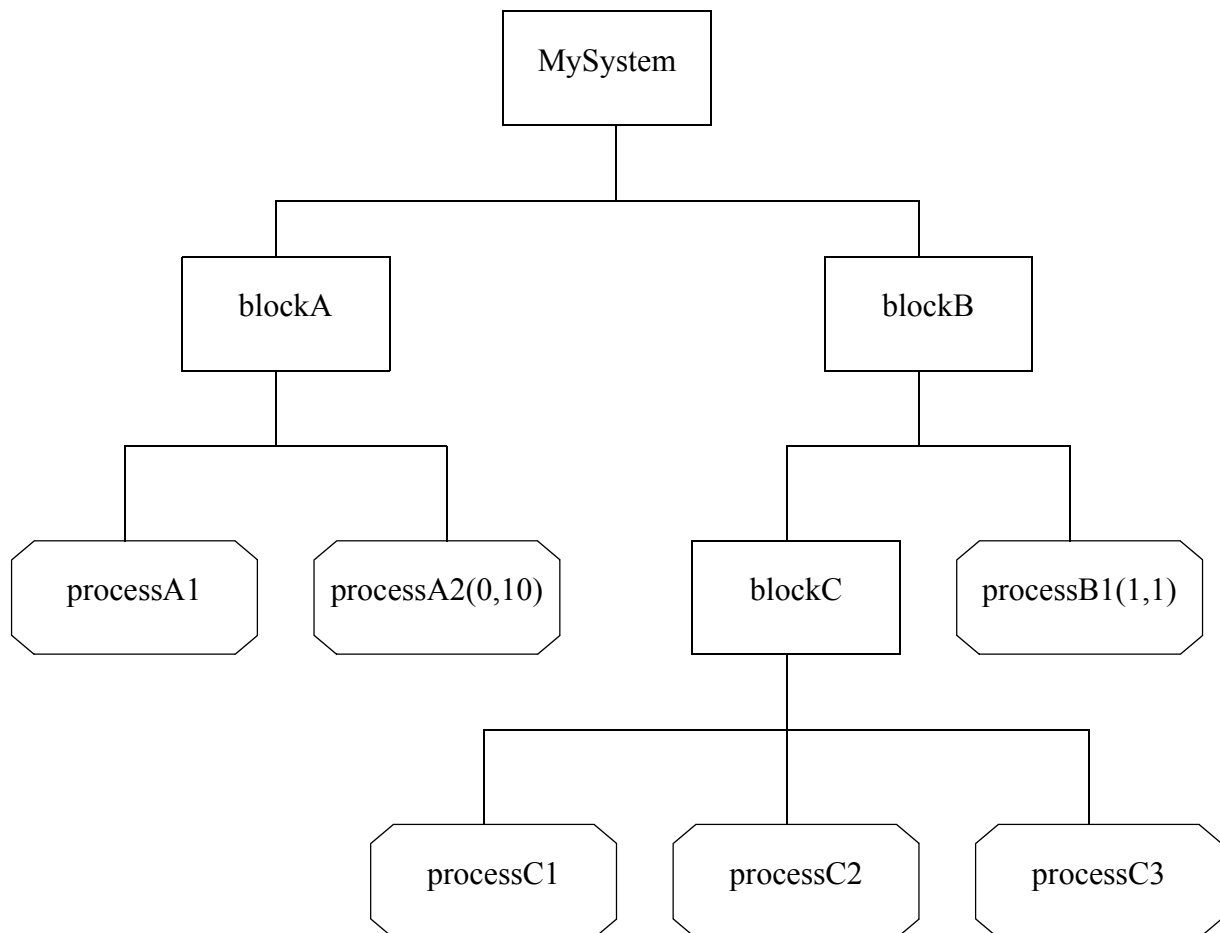 MySystem
blockA
blockB
processA1
processA2(0,10)
blockC
processB1(1,1)
processC1
processC2
processC3